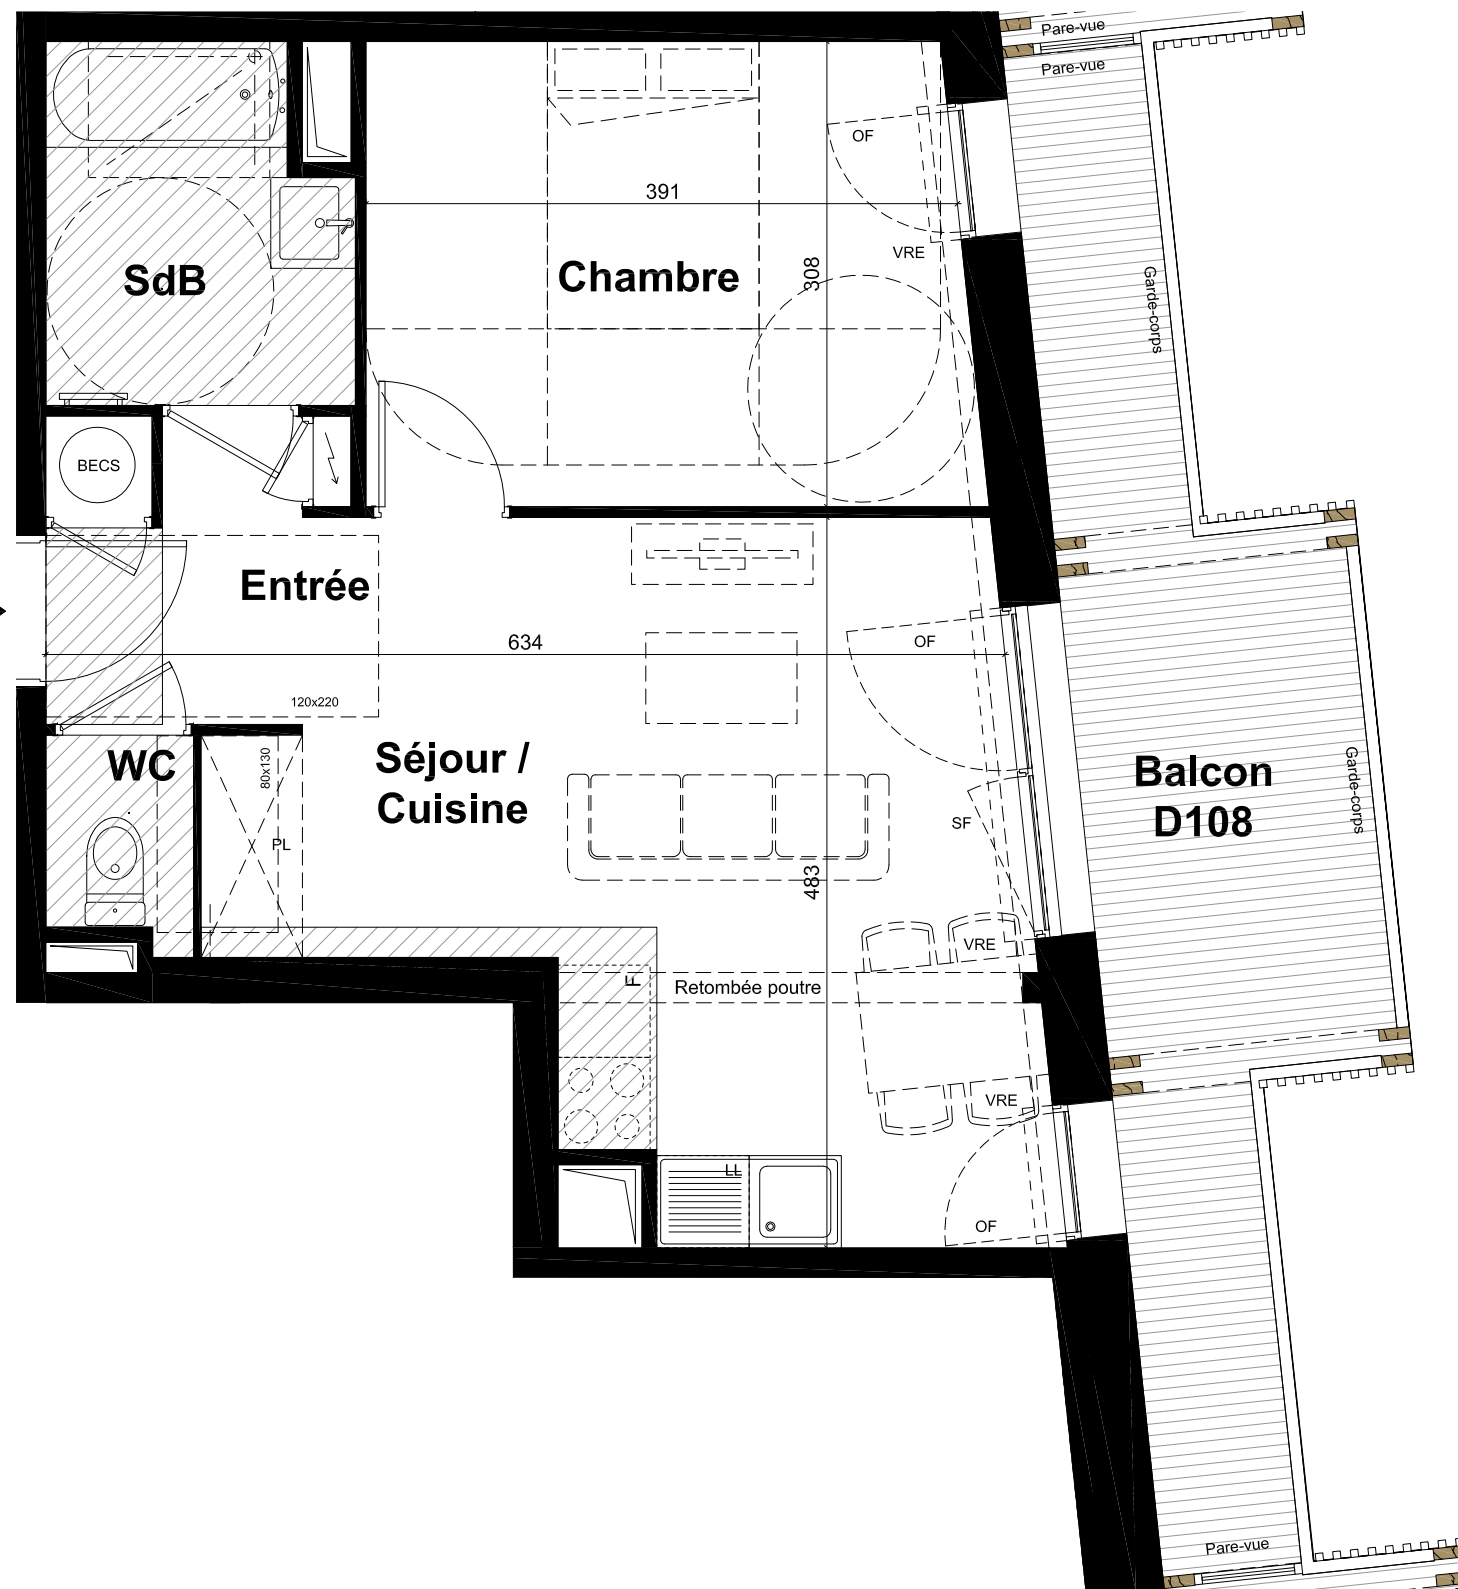 Pare-vue
Pare-vue
OF
391
VRE
308
SdB
Chambre
Garde-corps
BECS
Entrée
634
OF
120x220
WC
80x130
Séjour /
Cuisine
PL
SF
483
Balcon
D108
Garde-corps
VRE
F
Retombée poutre
VRE
LL
OF
Pare-vue